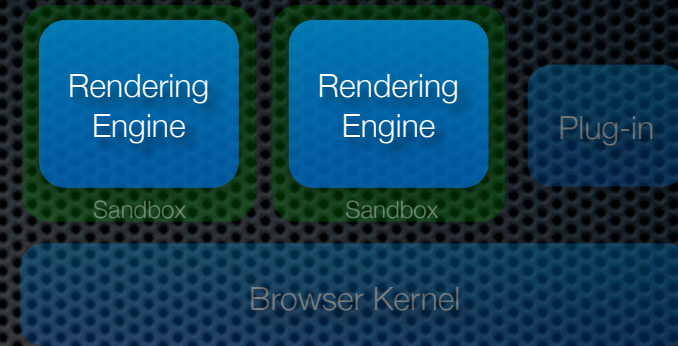 Rendering
Engine
Rendering
Engine
Plug-in
Sandbox
Sandbox
Browser Kernel